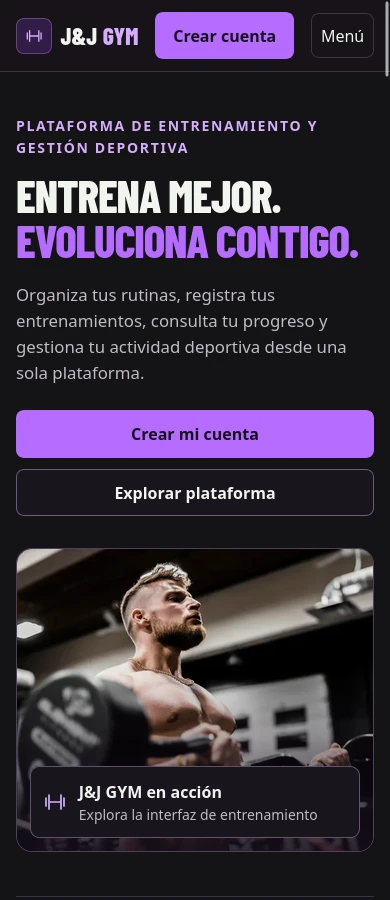 J&J GYM
Crear cuenta
Menú
PLATAFORMA DE ENTRENAMIENTO Y
GESTIÓN DEPORTIVA
ENTRENA MEJOR.
EVOLUCIONA CONTIGO.
Organiza tus rutinas, registra tus
entrenamientos, consulta tu progreso y
gestiona tu actividad deportiva desde una
sola plataforma.
Crear mi cuenta
Explorar plataforma
J&J GYM en acción
Explora la interfaz de entrenamiento